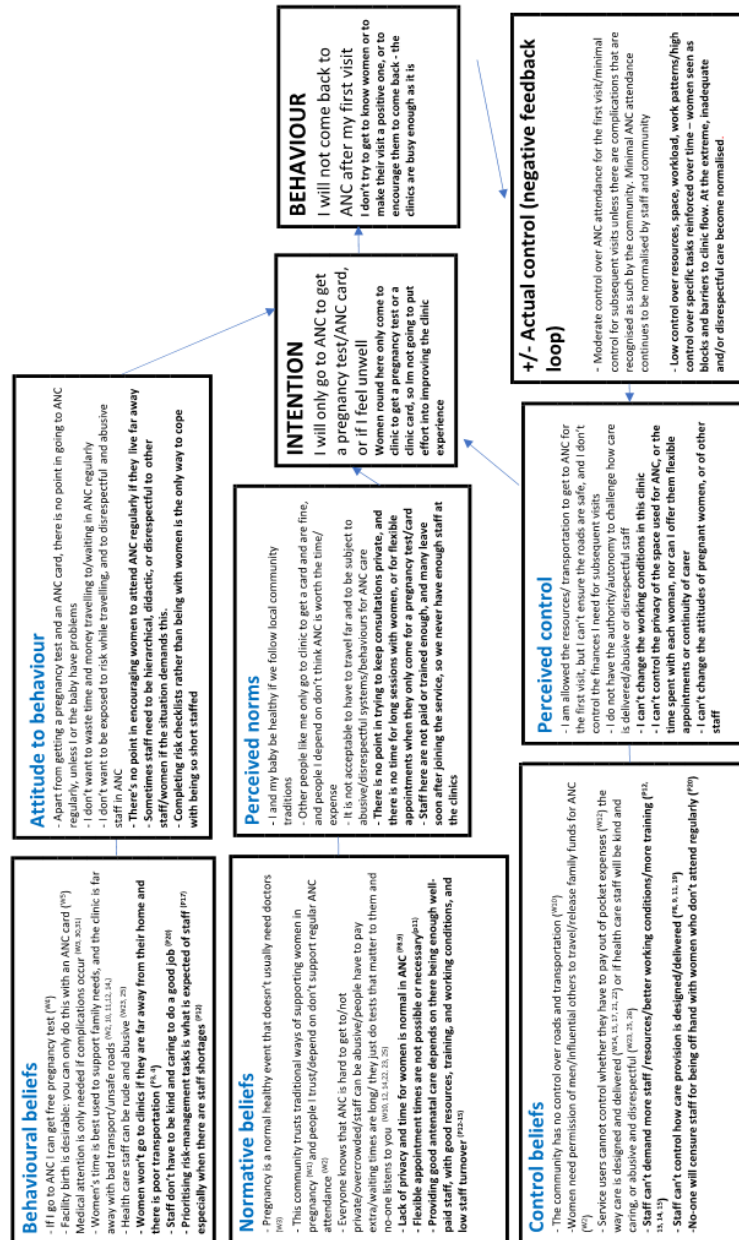 Behavioural beliefs
- If I go to ANC I can get free pregnancy test (W8)
- Facility birth is desirable: you can only do this with an ANC card (W5)
Medical attention is only needed if complications occur (W3, 30,31)
- Women's time is best used to support family needs, and the clinic is far
away with bad transport/unsafe roads (W2, 10, 11,12, 14,)
- Health care staff can be rude and abusive (W23, 25)
- Women won't go to clinics if they are far away from their home and
there is poor transportation (P3, 4)
- Staff don't have to be kind and caring to do a good job (P20)
- Prioritising risk-management tasks is what is expected of staff (P17)
especially when there are staff shortages (P13)
Attitude to behaviour
- Apart from getting a pregnancy test and an ANC card, there is no point in going to ANC
regularly, unless I or the baby have problems
- I don't want to waste time and money travelling to/waiting in ANC regularly
- I don't want to be exposed to risk while travelling, and to disrespectful and abusive
staff in ANC
- There's no point in encouraging women to attend ANC regularly if they live far away
- Sometimes staff need to be hierarchical, didactic, or disrespectful to other
staff/women if the situation demands this.
- Completing risk checklists rather than being with women is the only way to cope
with being so short staffed
Normative beliefs
- Pregnancy is a normal healthy event that doesn't usually need doctors
(W3)
- This community trusts traditional ways of supporting women in
pregnancy (W1) and people I trust/depend on don't support regular ANC
attendance (W2)
- Everyone knows that ANC is hard to get to/not
private/overcrowded/staff can be abusive/people have to pay
extra/waiting times are long/ they just do tests that matter to them and
no-one listens to you (W10, 12, 14,22, 23, 25)
- Lack of privacy and time for women is normal in ANC (P8,9)
- Flexible appointment times are not possible or necessary(p11)
- Providing good antenatal care depends on there being enough well-
paid staff, with good resources, training, and working conditions, and
low staff turnover (P12-15)
Perceived norms
- I and my baby be healthy if we follow local community
traditions
- Other people like me only go to clinic to get a card and are fine,
and people I depend on don't think ANC is worth the time/
expense
- It is not acceptable to have to travel far and to be subject to
abusive/disrespectful systems/behaviours for ANC care
- There is no point in trying to keep consultations private, and
there is no time for long sessions with women, or for flexible
appointments when they only come for a pregnancy test/card
- Staff here are not paid or trained enough, and many leave
soon after joining the service, so we never have enough staff at
the clinics
INTENTION
I will only go to ANC to get
a pregnancy test/ANC card,
or if I feel unwell
Women round here only come to
clinic to get a pregnancy test or a
clinic card, so Im not going to put
effort into improving the clinic
experience
BEHAVIOUR
I will not come back to
ANC after my first visit
I don't try to get to know women or to
make their visit a positive one, or to
encourage them to come back - the
clinics are busy enough as it is
Control beliefs
- The community has no control over roads and transportation (W10)
-Women need permission of men/influential others to travel/release family funds for ANC
(W2)
- Service users cannot control whether they have to pay out of pocket expenses (W12) the
way care is designed and delivered (W14, 15, 17, 21, 22) or if health care staff will be kind and
caring, or abusive and disrespectful (W23, 25, 26)
- Staff can't demand more staff /resources/better working conditions/more training (P12,
13, 14, 15)
- Staff can't control how care provision is designed/delivered (P8, 9, 11, 19)
-No-one will censure staff for being off hand with women who don't attend regularly (P20)
Perceived control
- I am allowed the resources/ transportation to get to ANC for
the first visit, but I can't ensure the roads are safe, and I don't
control the finances I need for subsequent visits
- I do not have the authority/autonomy to challenge how care
is delivered/abusive or disrespectful staff
- I can't change the working conditions in this clinic
- I can't control the privacy of the space used for ANC, or the
time spent with each woman, nor can I offer them flexible
appointments or continuity of carer
- I can't change the attitudes of pregnant women, or of other
staff
+/- Actual control (negative feedback
loop)
- Moderate control over ANC attendance for the first visit/minimal
control for subsequent visits unless there are complications that are
recognised as such by the community. Minimal ANC attendance
continues to be normalised by staff and community
- Low control over resources, space, workload, work patterns/high
control over specific tasks reinforced over time – women seen as
blocks and barriers to clinic flow. At the extreme, inadequate
and/or disrespectful care become normalised.